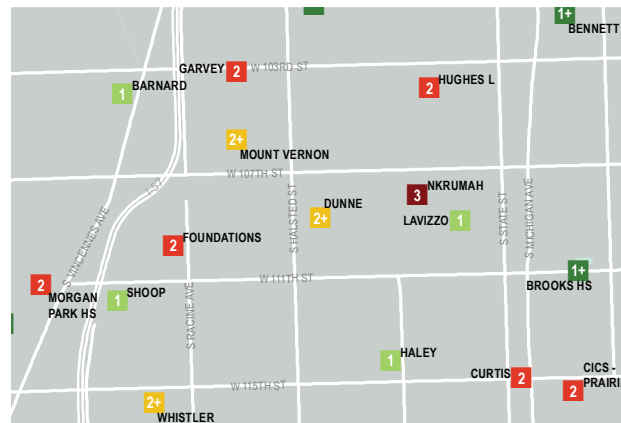 1+
BENNETT
GARVEY 2
W 103RD ST
1 BARNARD
2 HUGHES L
2+
MOUNT VERNON
W 107TH ST
I-57
3 NKRUMAH
DUNNE
2+
LAVIZZO 1
S VINCENNES AVE
S HALSTED ST
S STATE ST
S MICHIGAN AVE
2 FOUNDATIONS
W 111TH ST
1+
BROOKS HS
2
MORGAN
PARK HS
1 SHOOP
S RACINE AVE
1 HALEY
CURTIS 2
CICS -
PRAIRI
2
W 115TH ST
2+
WHISTLER